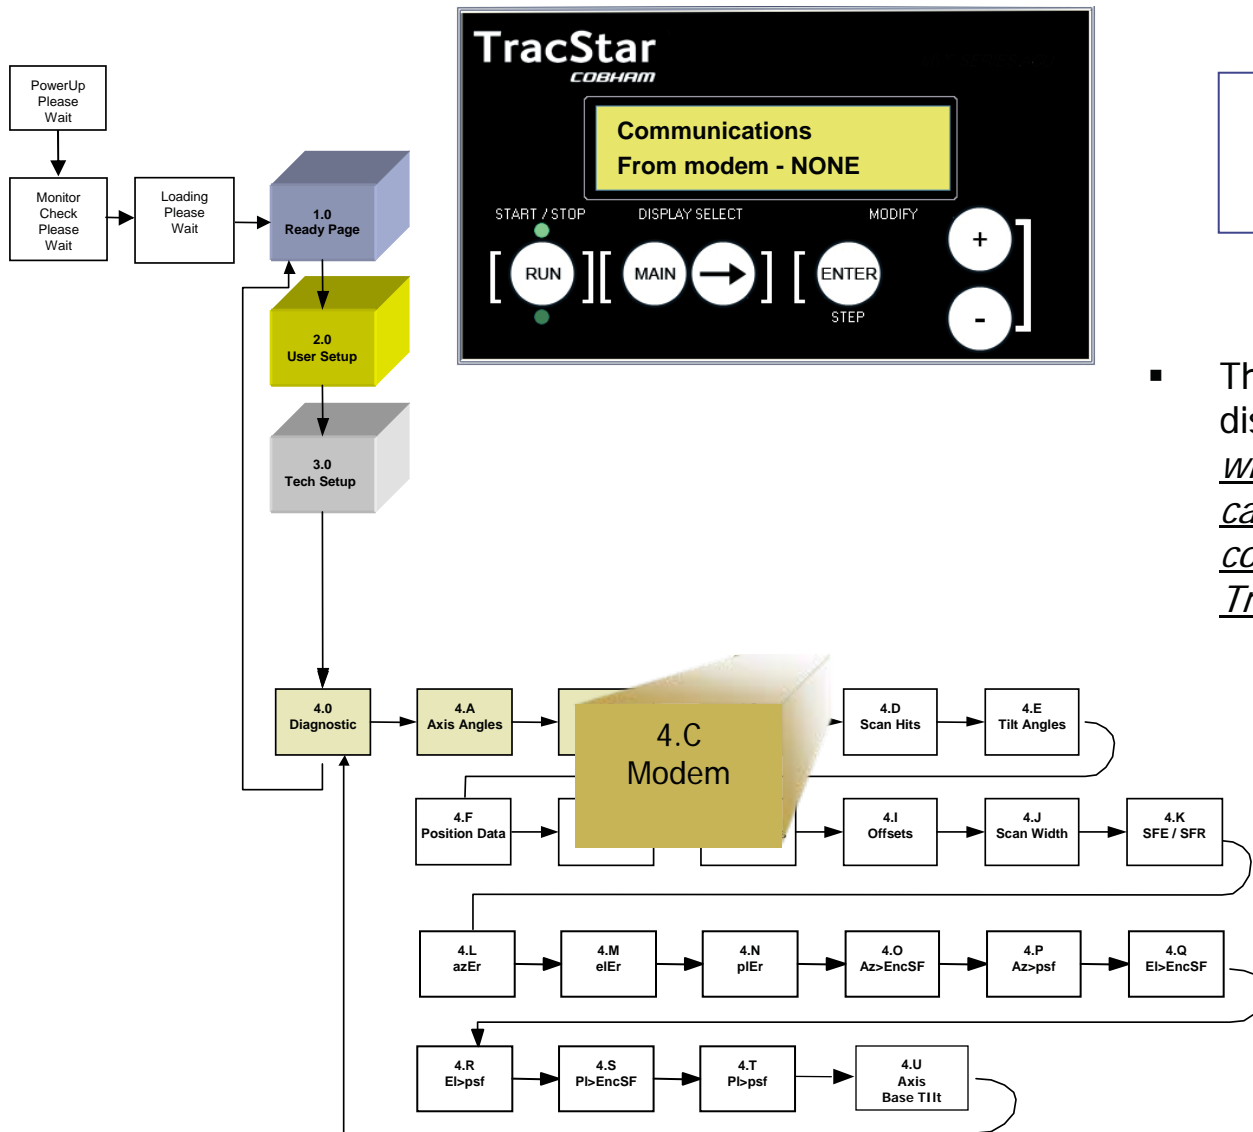 TracStar
COBHAM
Communications
From modem - NONE
START / STOP
DISPLAY SELECT
MODIFY
RUN
MAIN
ENTER
STEP
+
-
PowerUp
Please
Wait
Monitor
Check
Please
Wait
Loading
Please
Wait
1.0
Ready Page
2.0
User Setup
3.0
Tech Setup
4.0
Diagnostic
4.A
Axis Angles
4.C
Modem
4.D
Scan Hits
4.E
Tilt Angles
4.F
Position Data
4.I
Offsets
4.J
Scan Width
4.K
SFE / SFR
4.L
azEr
4.M
elEr
4.N
plEr
4.O
Az>EncSF
4.P
Az>psf
4.Q
El>EncSF
4.R
El>psf
4.S
Pl>EncSF
4.T
Pl>psf
4.U
Axis
Base TIlt